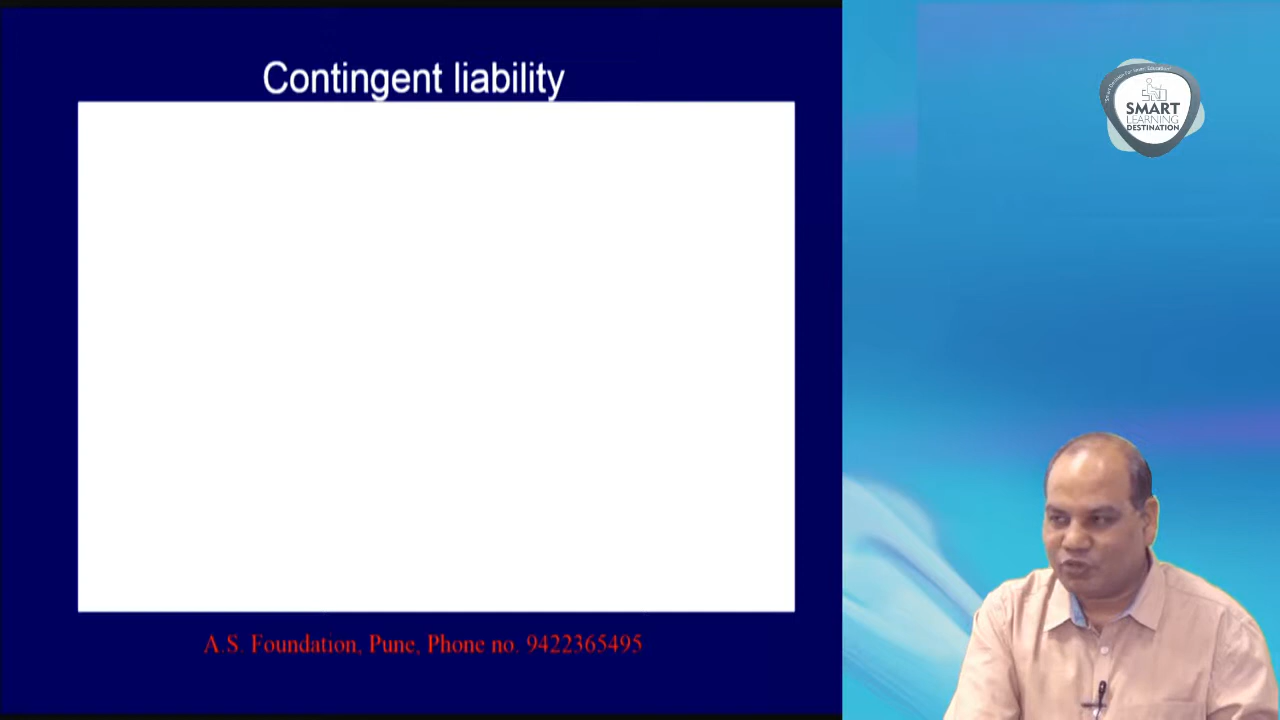 Contingent liability
SMART
LEARNING
DESTINATION
A.S. Foundation, Pune, Phone no. 9422365495